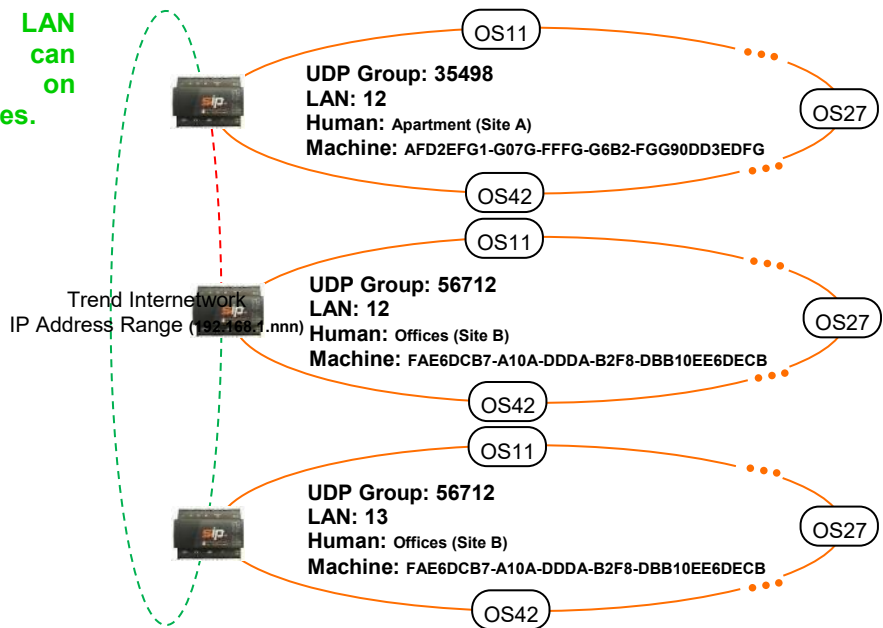 LAN
can
on
es.
OS11
UDP Group: 35498
LAN: 12
Human: Apartment (Site A)
Machine: AFD2EFG1-G07G-FFFG-G6B2-FGG90DD3EDFG
OS27
OS42
sip
OS11
UDP Group: 56712
LAN: 12
Human: Offices (Site B)
Machine: FAE6DCB7-A10A-DDDA-B2F8-DBB10EE6DECB
OS27
OS42
sip
Trend Internetwork
IP Address Range (192.168.1.nnn)
OS11
UDP Group: 56712
LAN: 13
Human: Offices (Site B)
Machine: FAE6DCB7-A10A-DDDA-B2F8-DBB10EE6DECB
OS27
OS42
sip